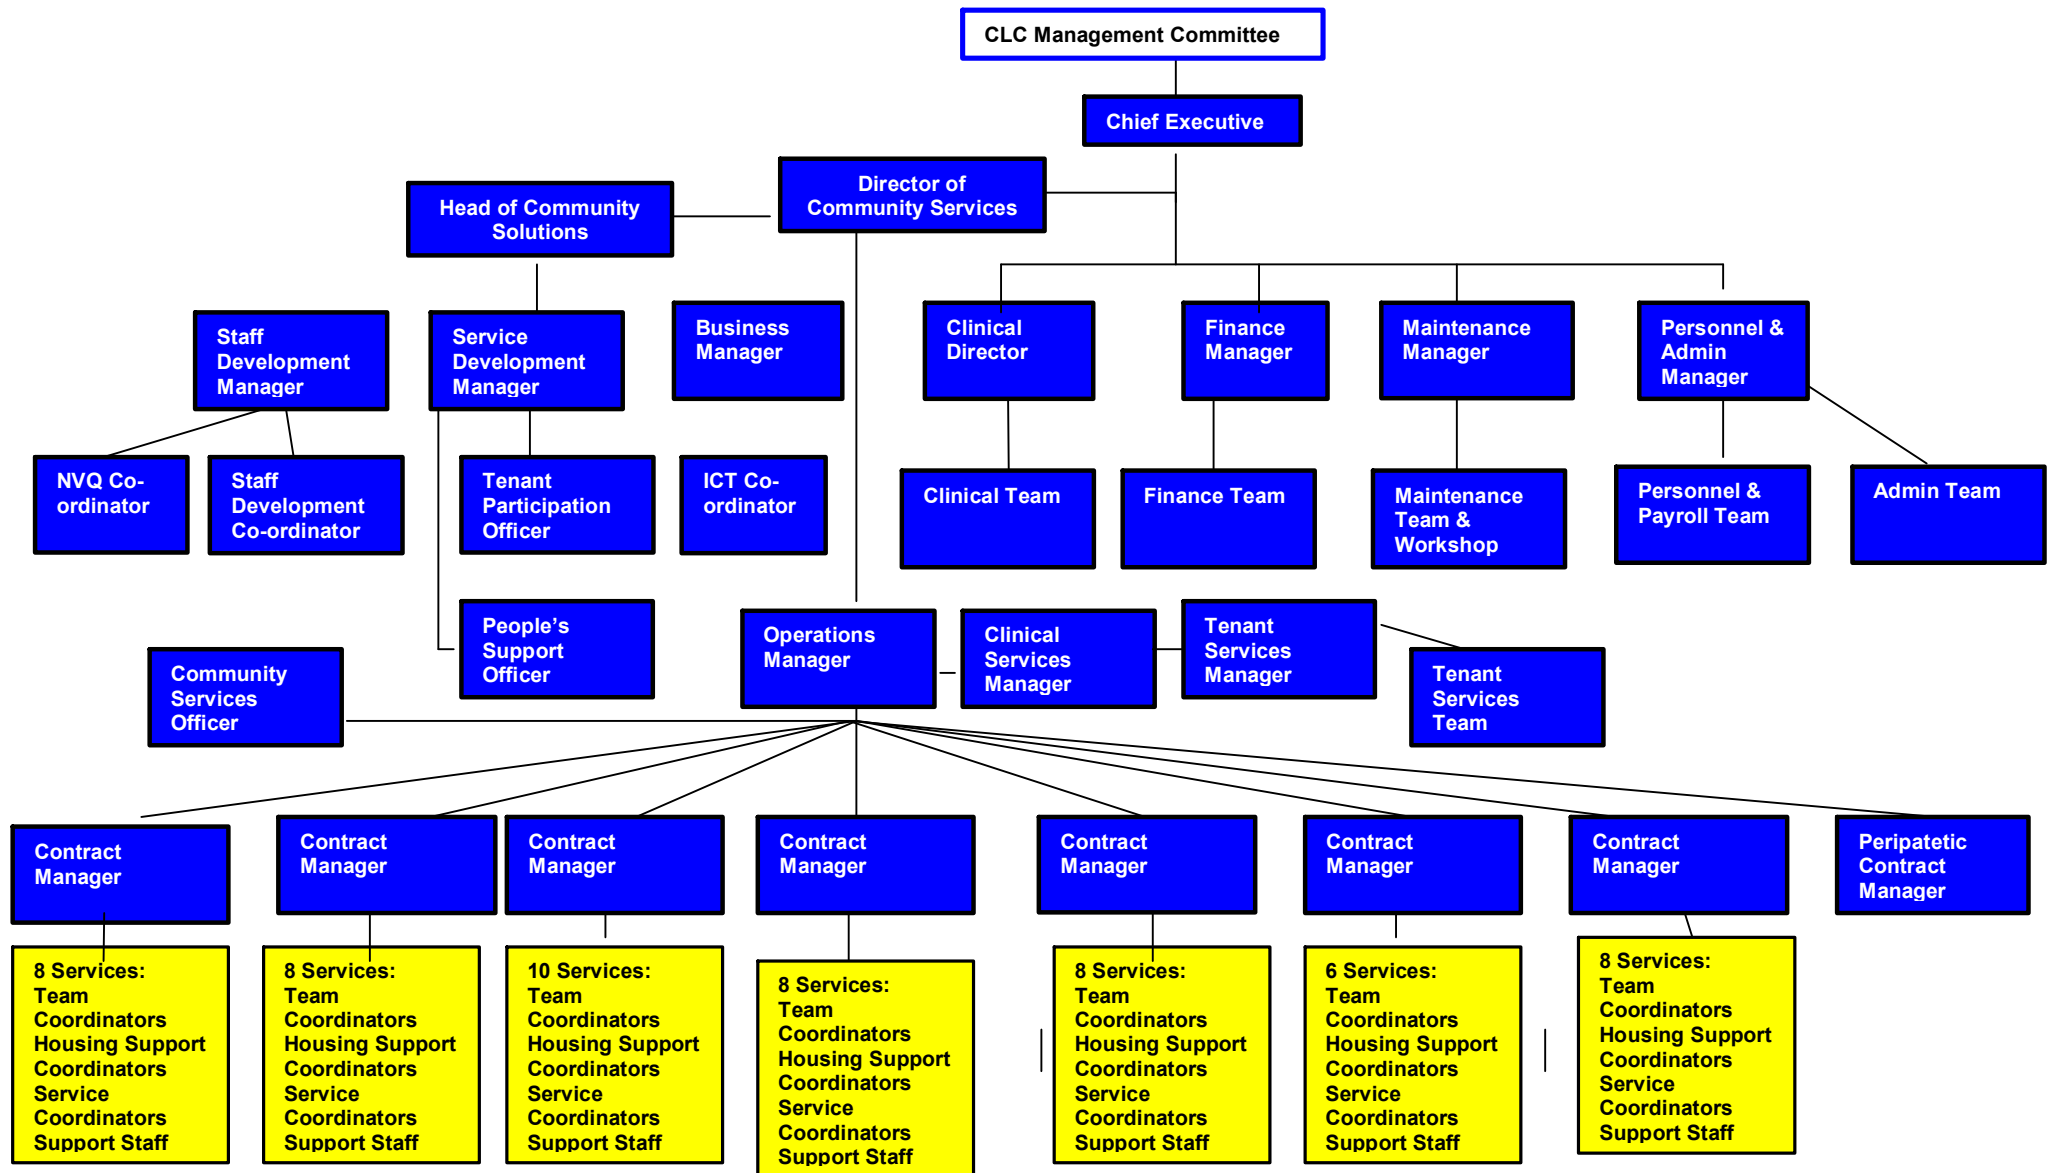 CLC Management Committee
Chief Executive
Director of
Community Services
Head of Community
Solutions
Staff
Development
Manager
Service
Development
Manager
Business
Manager
Clinical
Director
Finance
Manager
Maintenance
Manager
Personnel &
Admin
Manager
NVQ Co-
ordinator
Staff
Development
Co-ordinator
Tenant
Participation
Officer
ICT Co-
ordinator
Clinical Team
Finance Team
Maintenance
Team &
Workshop
Personnel &
Payroll Team
Admin Team
Community
Services
Officer
People’s
Support
Officer
Operations
Manager
Clinical
Services
Manager
Tenant
Services
Manager
Tenant
Services
Team
Contract
Manager
Contract
Manager
Contract
Manager
Contract
Manager
Contract
Manager
Contract
Manager
Contract
Manager
Peripatetic
Contract
Manager
8 Services:
Team
Coordinators
Housing Support
Coordinators
Service
Coordinators
Support Staff
8 Services:
Team
Coordinators
Housing Support
Coordinators
Service
Coordinators
Support Staff
10 Services:
Team
Coordinators
Housing Support
Coordinators
Service
Coordinators
Support Staff
8 Services:
Team
Coordinators
Housing Support
Coordinators
Service
Coordinators
Support Staff
8 Services:
Team
Coordinators
Housing Support
Coordinators
Service
Coordinators
Support Staff
6 Services:
Team
Coordinators
Housing Support
Coordinators
Service
Coordinators
Support Staff
8 Services:
Team
Coordinators
Housing Support
Coordinators
Service
Coordinators
Support Staff